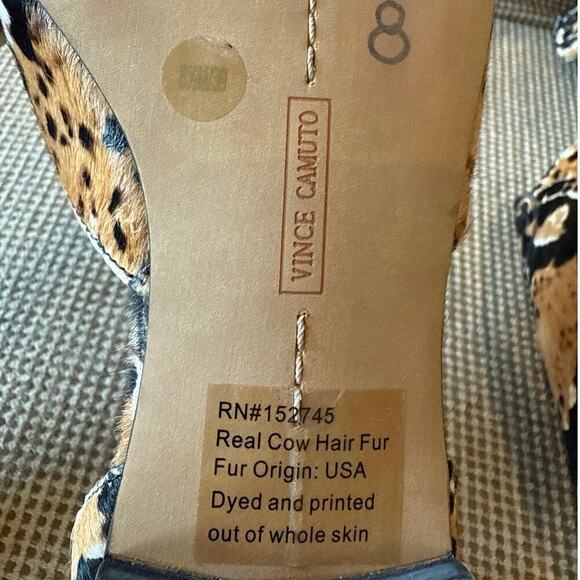 8
VINCE CAMUTO
RN#152745
Real Cow Hair Fur
Fur Origin: USA
Dyed and printed
out of whole skin